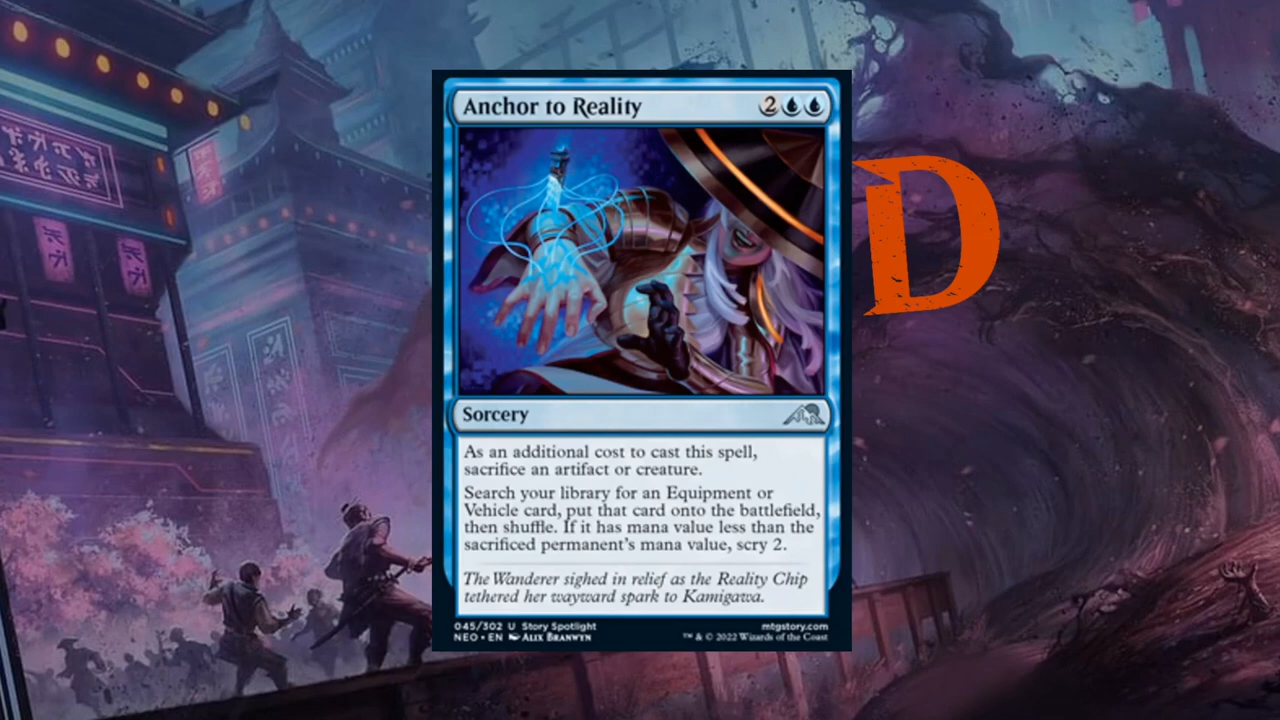 Anchor to Reality
2
D
Sorcery
As an additional cost to cast this spell,
sacrifice an artifact or creature.
Search your library for an Equipment or
Vehicle card, put that card onto the battlefield,
then shuffle. If it has mana value less than the
sacrificed permanent's mana value, scry 2.
The Wanderer sighed in relief as the Reality Chip
tethered her wayward spark to Kamigawa.
045/302 U Story Spotlight
mtgstory.com
NEO • EN Alix Branwyn
™ & © 2022 Wizards of the Coast